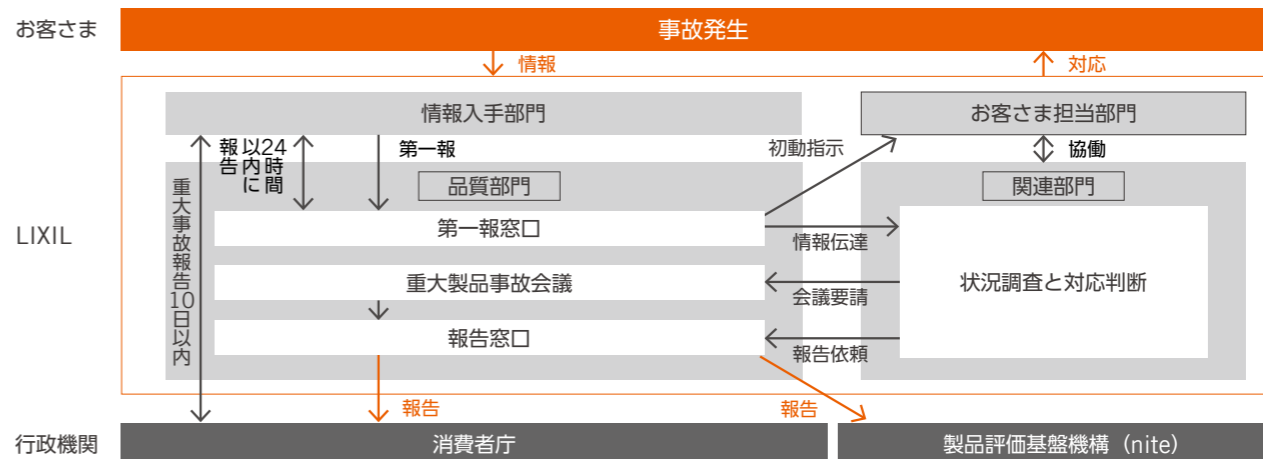 お客さま
事故発生
情報
対応
情報入手部門
お客さま担当部門
24時間
以内に
報告
第一報
初動指示
協働
品質部門
関連部門
重大事故報告10日以内
LIXIL
第一報窓口
情報伝達
重大製品事故会議
会議要請
状況調査と対応判断
報告窓口
報告依頼
報告
報告
行政機関
消費者庁
製品評価基盤機構（nite）